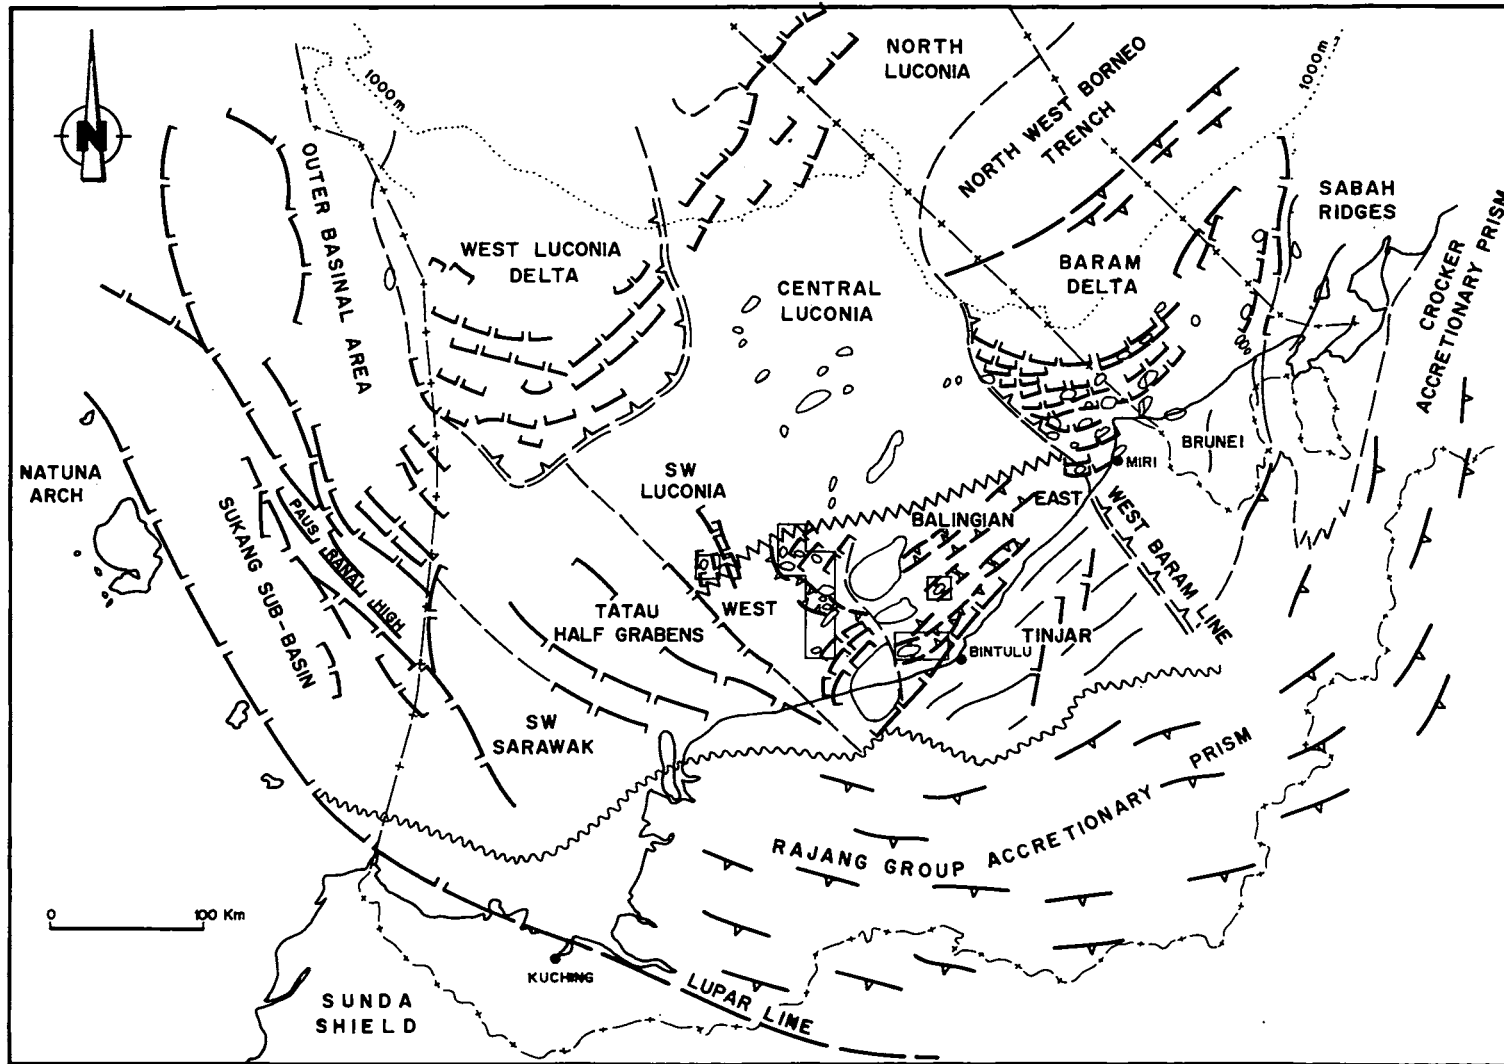 N
1000m
OUTER BASINAL AREA
NORTH
LUCONIA
NORTH WEST BORNEO
TRENCH
1000m
SABAH
RIDGES
CROCKER
ACCRETIONARY PRISM
WEST LUCONIA
DELTA
CENTRAL
LUCONIA
BARAM
DELTA
NATUNA
ARCH
SUKANG SUB-BASIN
PAUS
RANAI
HIGH
SW
LUCONIA
BRUNEI
MIRI
EAST
BALINGIAN
WEST
WEST BARAM LINE
TATAU
HALF GRABENS
TINJAR
BINTULU
SW
SARAWAK
RAJANG GROUP ACCRETIONARY PRISM
0 100 Km
KUCHING
LUPAR LINE
SUNDA
SHIELD